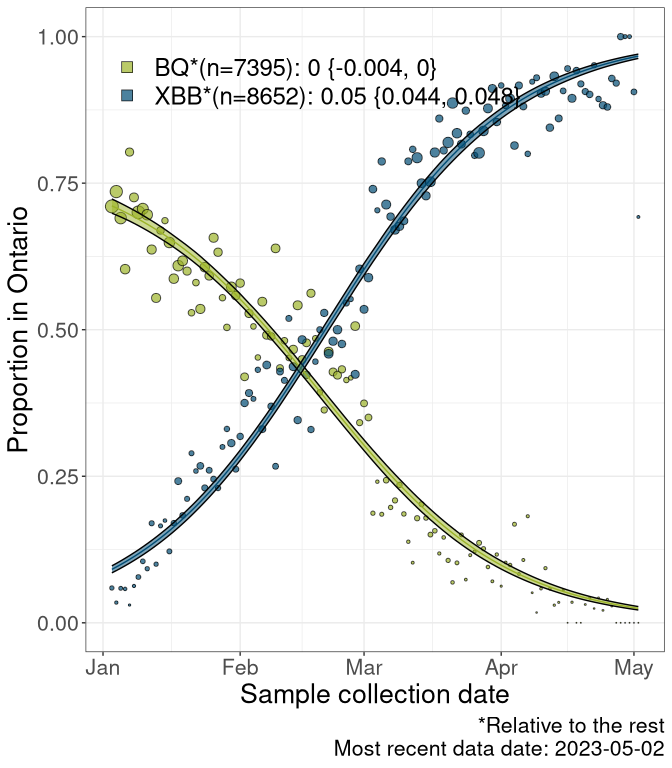 BQ*(n=7395): 0 {-0.004, 0}
XBB*(n=8652): 0.05 {0.044, 0.048}
Proportion in Ontario
1.00
0.75
0.50
0.25
0.00
Jan Feb Mar Apr May
Sample collection date
*Relative to the rest
Most recent data date: 2023-05-02